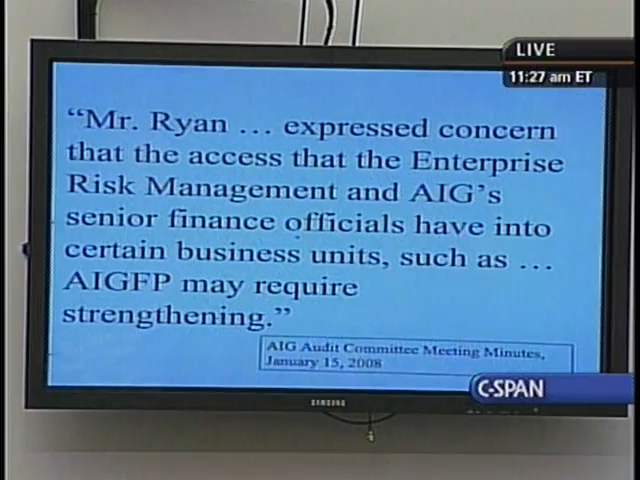 LIVE
11:27 am ET
“Mr. Ryan ... expressed concern
that the access that the Enterprise
Risk Management and AIG’s
senior finance officials have into
certain business units, such as ...
AIGFP may require
strengthening.”
AIG Audit Committee Meeting Minutes,
January 15, 2008
C-SPAN
SAMSUNG